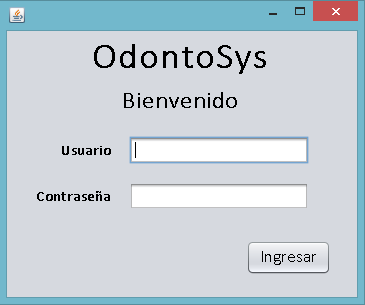 OdontoSys
Bienvenido
Usuario
Contraseña
Ingresar